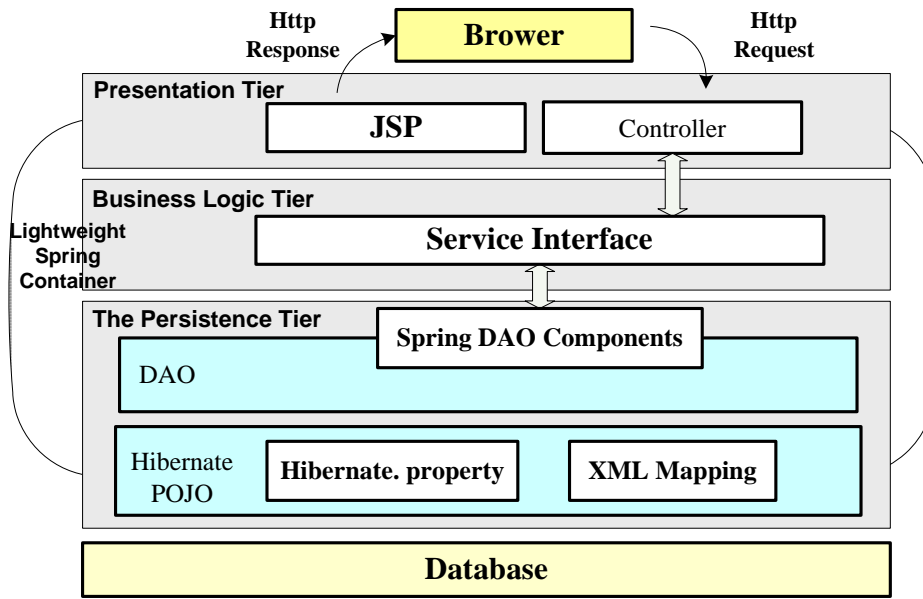 Http
Response
Brower
Http
Request
Presentation Tier
JSP
Controller
Business Logic Tier
Service Interface
Lightweight
Spring
Container
The Persistence Tier
Spring DAO Components
DAO
Hibernate
POJO
Hibernate. property
XML Mapping
Database